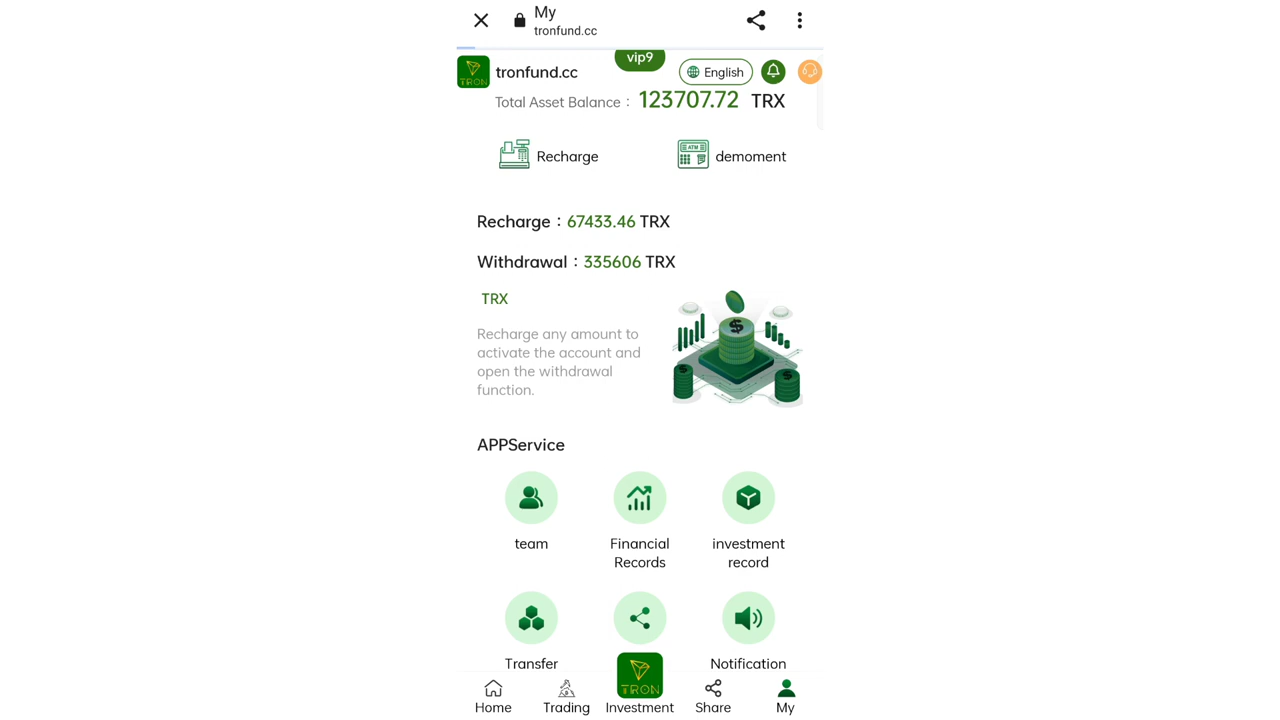 My
tronfund.cc
vip9
TRON
tronfund.cc
English
Total Asset Balance : 123707.72 TRX
Recharge
ATM
demoment
Recharge : 67433.46 TRX
Withdrawal : 335606 TRX
TRX
Recharge any amount to
activate the account and
open the withdrawal
function.
APPService
team
Financial
Records
investment
record
Transfer
Notification
TRON
Home
Trading
Investment
Share
My